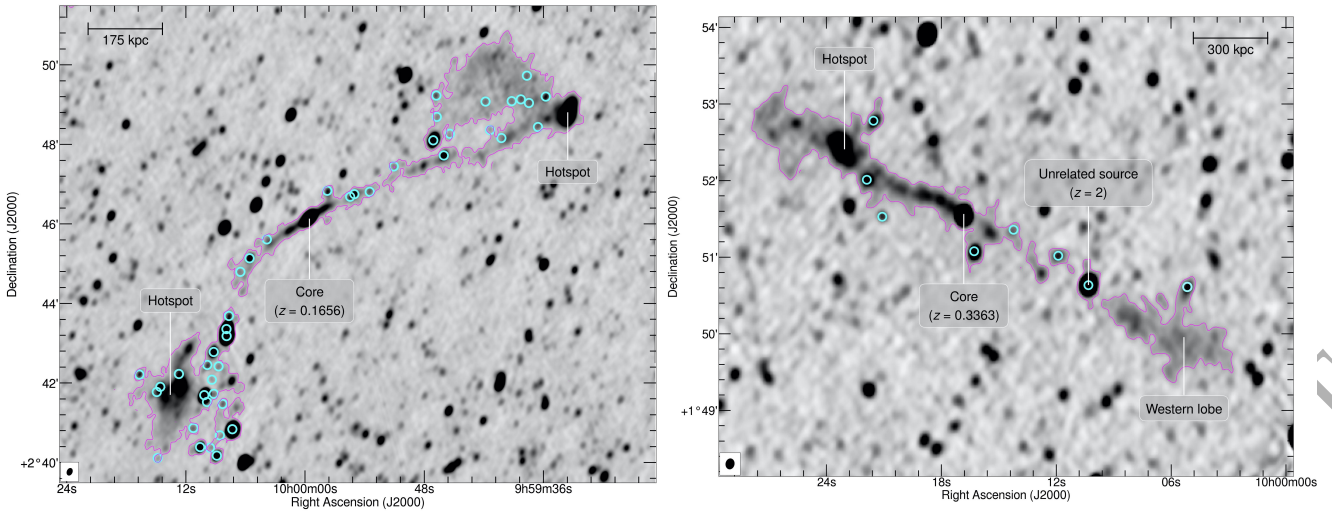 175 kpc
50'
48'
46'
44'
42'
+2°40'
Declination (J2000)
Hotspot
Core
(z = 0.1656)
Hotspot
24s
12s
10h00m00s
48s
9h59m36s
Right Ascension (J2000)
300 kpc
54'
53'
52'
51'
50'
+1°49'
Declination (J2000)
Hotspot
Unrelated source
(z = 2)
Core
(z = 0.3363)
Western lobe
24s
18s
12s
06s
10h00m00s
Right Ascension (J2000)